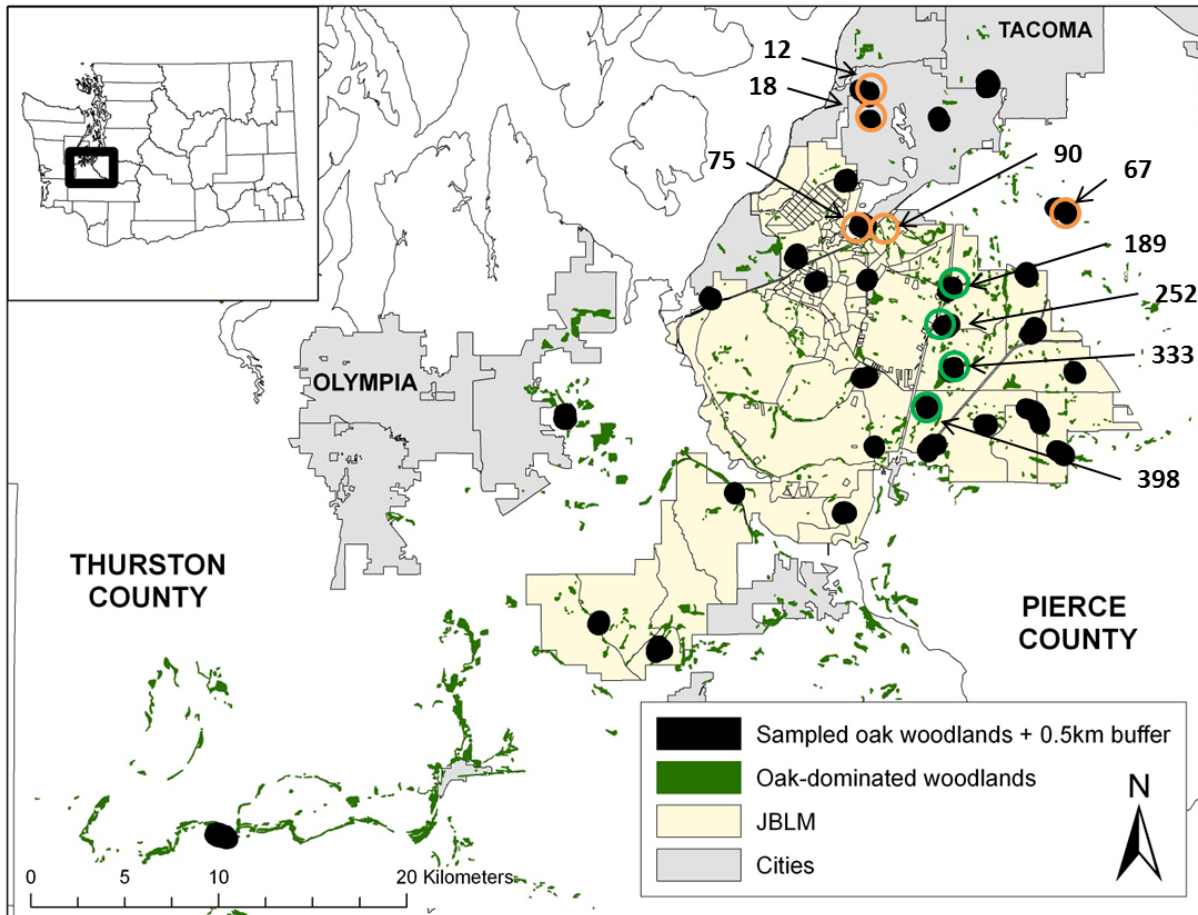 TACOMA
12
18
75
90
67
189
252
333
398
OLYMPIA
THURSTON
COUNTY
PIERCE
COUNTY
Sampled oak woodlands + 0.5km buffer
Oak-dominated woodlands
JBLM
Cities
N
0 5 10 20 Kilometers